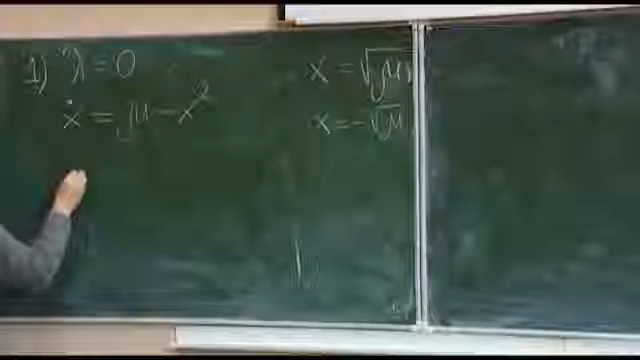 1) λ = 0
ẋ = μ − x²
x = √μ
x = −√μ